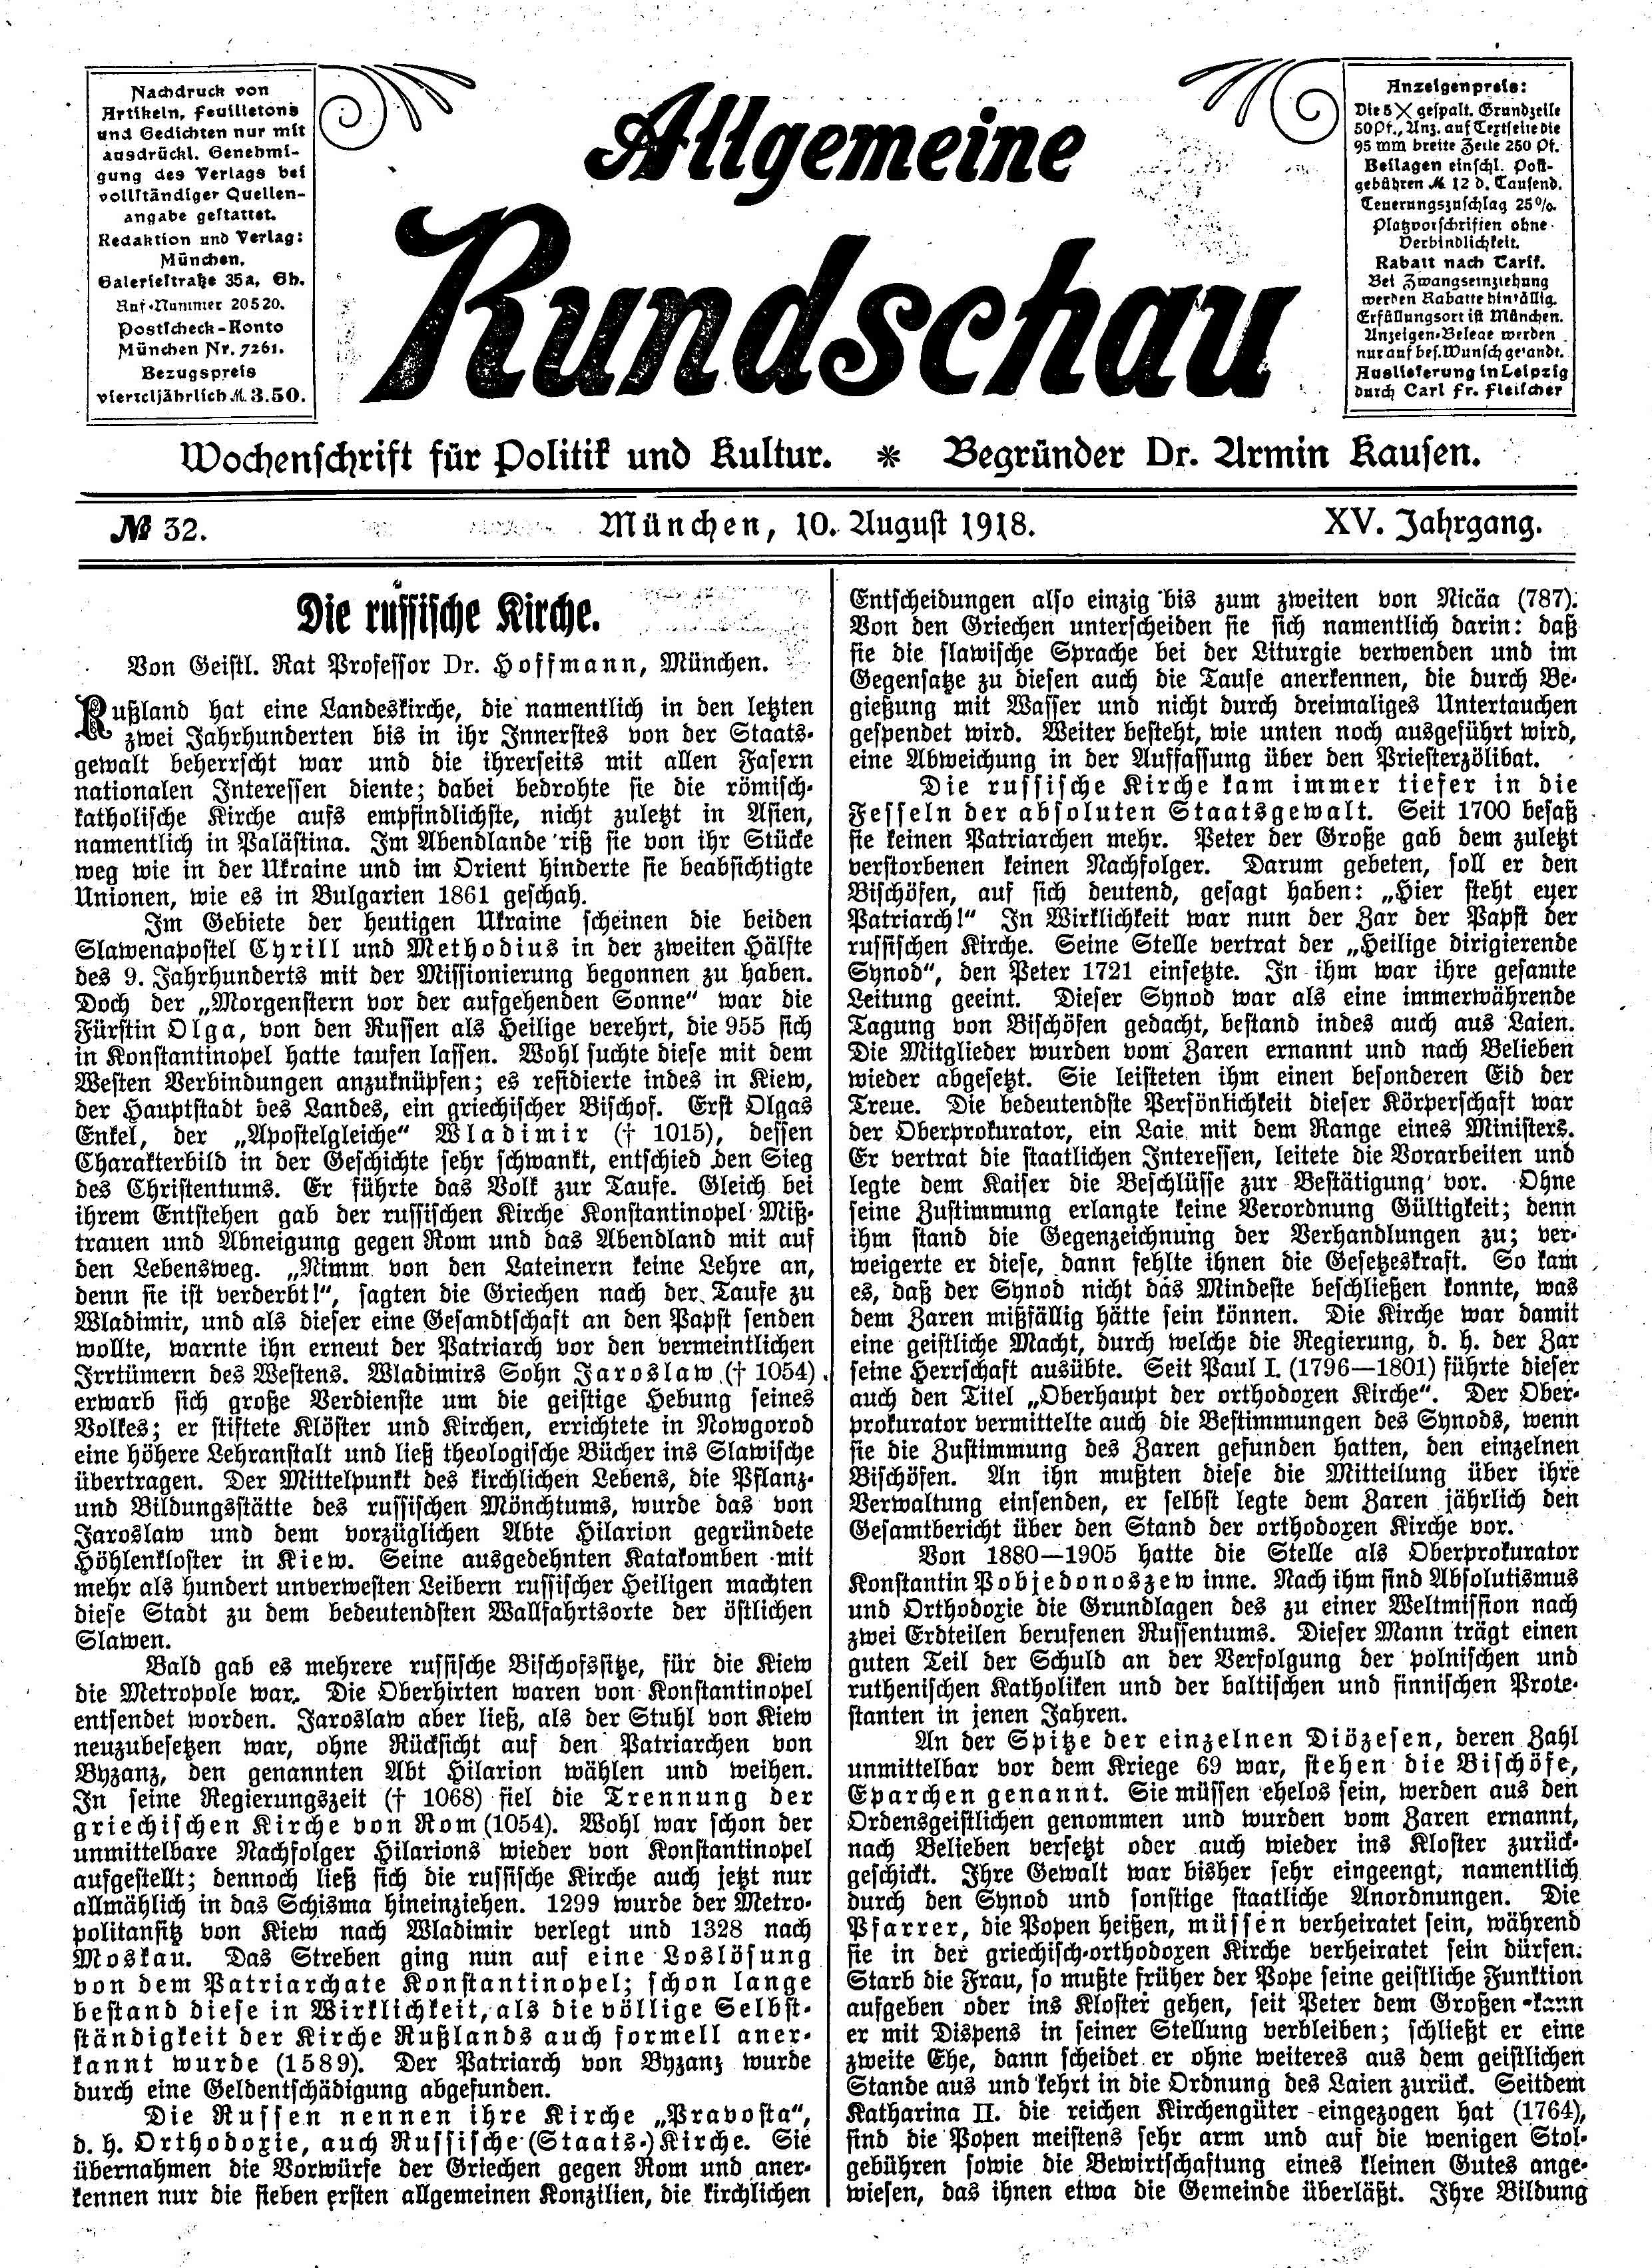 Nachdruck von
Artikeln, Feuilletons
und Gedichten nur mit
ausdrückl. Genehmi-
gung des Verlags bei
vollständiger Quellen-
angabe gestattet.
Redaktion und Verlag:
München,
Galeriestraße 35a, Gh.
Ruf-Nummer 20520.
Postscheck-Konto
München Nr. 7261.
Bezugspreis
vierteljährlich M. 3.50.
Allgemeine
Rundschau
Anzeigenpreis:
Die 5 X gespalt. Grundzeile
50 Pf., Anz. auf Textseite die
95 mm breite Zeile 250 Pf.
Beilagen einschl. Post-
gebühren M 12 d. Tausend.
Teuerungszuschlag 25%.
Platzvorschriften ohne
Verbindlichkeit.
Rabatt nach Tarif.
Bei Zwangseinziehung
werden Rabatte hinfällig.
Erfüllungsort ist München.
Anzeigen-Belege werden
nur auf bes. Wunsch gesandt.
Auslieferung in Leipzig
durch Carl Fr. Fleischer
Wochenschrift für Politik und Kultur. * Begründer Dr. Armin Kausen.
№ 32. München, 10. August 1918. XV. Jahrgang.
Die russische Kirche.
Von Geistl. Rat Professor Dr. Hoffmann, München.
Rußland hat eine Landeskirche, die namentlich in den letzten
zwei Jahrhunderten bis in ihr Innerstes von der Staats-
gewalt beherrscht war und die ihrerseits mit allen Fasern
nationalen Interessen diente; dabei bedrohte sie die römisch-
katholische Kirche aufs empfindlichste, nicht zuletzt in Asien,
namentlich in Palästina. Im Abendlande riß sie von ihr Stücke
weg wie in der Ukraine und im Orient hinderte sie beabsichtigte
Unionen, wie es in Bulgarien 1861 geschah.
Im Gebiete der heutigen Ukraine scheinen die beiden
Slawenapostel Cyrill und Methodius in der zweiten Hälfte
des 9. Jahrhunderts mit der Missionierung begonnen zu haben.
Doch der „Morgenstern vor der aufgehenden Sonne“ war die
Fürstin Olga, von den Russen als Heilige verehrt, die 955 sich
in Konstantinopel hatte taufen lassen. Wohl suchte diese mit dem
Westen Verbindungen anzuknüpfen; es residierte indes in Kiew,
der Hauptstadt des Landes, ein griechischer Bischof. Erst Olgas
Enkel, der „Apostelgleiche“ Wladimir († 1015), dessen
Charakterbild in der Geschichte sehr schwankt, entschied den Sieg
des Christentums. Er führte das Volk zur Taufe. Gleich bei
ihrem Entstehen gab der russischen Kirche Konstantinopel Miß-
trauen und Abneigung gegen Rom und das Abendland mit auf
den Lebensweg. „Nimm von den Lateinern keine Lehre an,
denn sie ist verderbt!“, sagten die Griechen nach der Taufe zu
Wladimir, und als dieser eine Gesandtschaft an den Papst senden
wollte, warnte ihn erneut der Patriarch vor den vermeintlichen
Irrtümern des Westens. Wladimirs Sohn Jaroslaw († 1054)
erwarb sich große Verdienste um die geistige Hebung seines
Volkes; er stiftete Klöster und Kirchen, errichtete in Nowgorod
eine höhere Lehranstalt und ließ theologische Bücher ins Slawische
übertragen. Der Mittelpunkt des kirchlichen Lebens, die Pflanz-
und Bildungsstätte des russischen Mönchtums, wurde das von
Jaroslaw und dem vorzüglichen Abte Hilarion gegründete
Höhlenkloster in Kiew. Seine ausgedehnten Katakomben mit
mehr als hundert unverwesten Leibern russischer Heiligen machten
diese Stadt zu dem bedeutendsten Wallfahrtsorte der östlichen
Slawen.
Bald gab es mehrere russische Bischofssitze, für die Kiew
die Metropole war. Die Oberhirten waren von Konstantinopel
entsendet worden. Jaroslaw aber ließ, als der Stuhl von Kiew
neuzubesetzen war, ohne Rücksicht auf den Patriarchen von
Byzanz, den genannten Abt Hilarion wählen und weihen.
In seine Regierungszeit († 1068) fiel die Trennung der
griechischen Kirche von Rom (1054). Wohl war schon der
unmittelbare Nachfolger Hilarions wieder von Konstantinopel
aufgestellt; dennoch ließ sich die russische Kirche auch jetzt nur
allmählich in das Schisma hineinziehen. 1299 wurde der Metro-
politansitz von Kiew nach Wladimir verlegt und 1328 nach
Moskau. Das Streben ging nun auf eine Loslösung
von dem Patriarchate Konstantinopel; schon lange
bestand diese in Wirklichkeit, als die völlige Selbst-
ständigkeit der Kirche Rußlands auch formell aner-
kannt wurde (1589). Der Patriarch von Byzanz wurde
durch eine Geldentschädigung abgefunden.
Die Russen nennen ihre Kirche „Pravosta“,
d. h. Orthodoxie, auch Russische (Staats-) Kirche. Sie
übernahmen die Vorwürfe der Griechen gegen Rom und aner-
kennen nur die sieben ersten allgemeinen Konzilien, die kirchlichen
Entscheidungen also einzig bis zum zweiten von Nicäa (787).
Von den Griechen unterscheiden sie sich namentlich darin: daß
sie die slawische Sprache bei der Liturgie verwenden und im
Gegensatze zu diesen auch die Taufe anerkennen, die durch Be-
gießung mit Wasser und nicht durch dreimaliges Untertauchen
gespendet wird. Weiter besteht, wie unten noch ausgeführt wird,
eine Abweichung in der Auffassung über den Priesterzölibat.
Die russische Kirche kam immer tiefer in die
Fesseln der absoluten Staatsgewalt. Seit 1700 besaß
sie keinen Patriarchen mehr. Peter der Große gab dem zuletzt
verstorbenen keinen Nachfolger. Darum gebeten, soll er den
Bischöfen, auf sich deutend, gesagt haben: „Hier steht euer
Patriarch!“ In Wirklichkeit war nun der Zar der Papst der
russischen Kirche. Seine Stelle vertrat der „Heilige dirigierende
Synod“, den Peter 1721 einsetzte. In ihm war ihre gesamte
Leitung geeint. Dieser Synod war als eine immerwährende
Tagung von Bischöfen gedacht, bestand indes auch aus Laien.
Die Mitglieder wurden vom Zaren ernannt und nach Belieben
wieder abgesetzt. Sie leisteten ihm einen besonderen Eid der
Treue. Die bedeutendste Persönlichkeit dieser Körperschaft war
der Oberprokurator, ein Laie mit dem Range eines Ministers.
Er vertrat die staatlichen Interessen, leitete die Vorarbeiten und
legte dem Kaiser die Beschlüsse zur Bestätigung vor. Ohne
seine Zustimmung erlangte keine Verordnung Gültigkeit; denn
ihm stand die Gegenzeichnung der Verhandlungen zu; ver-
weigerte er diese, dann fehlte ihnen die Gesetzeskraft. So kam
es, daß der Synod nicht das Mindeste beschließen konnte, was
dem Zaren mißfällig hätte sein können. Die Kirche war damit
eine geistliche Macht, durch welche die Regierung, d. h. der Zar
seine Herrschaft ausübte. Seit Paul I. (1796—1801) führte dieser
auch den Titel „Oberhaupt der orthodoxen Kirche“. Der Ober-
prokurator vermittelte auch die Bestimmungen des Synods, wenn
sie die Zustimmung des Zaren gefunden hatten, den einzelnen
Bischöfen. An ihn mußten diese die Mitteilung über ihre
Verwaltung einsenden, er selbst legte dem Zaren jährlich den
Gesamtbericht über den Stand der orthodoxen Kirche vor.
Von 1880—1905 hatte die Stelle als Oberprokurator
Konstantin Pobjedonoszew inne. Nach ihm sind Absolutismus
und Orthodoxie die Grundlagen des zu einer Weltmission nach
zwei Erdteilen berufenen Russentums. Dieser Mann trägt einen
guten Teil der Schuld an der Verfolgung der polnischen und
ruthenischen Katholiken und der baltischen und finnischen Prote-
stanten in jenen Jahren.
An der Spitze der einzelnen Diözesen, deren Zahl
unmittelbar vor dem Kriege 69 war, stehen die Bischöfe,
Eparchen genannt. Sie müssen ehelos sein, werden aus den
Ordensgeistlichen genommen und wurden vom Zaren ernannt,
nach Belieben versetzt oder auch wieder ins Kloster zurück-
geschickt. Ihre Gewalt war bisher sehr eingeengt, namentlich
durch den Synod und sonstige staatliche Anordnungen. Die
Pfarrer, die Popen heißen, müssen verheiratet sein, während
sie in der griechisch-orthodoxen Kirche verheiratet sein dürfen.
Starb die Frau, so mußte früher der Pope seine geistliche Funktion
aufgeben oder ins Kloster gehen, seit Peter dem Großen kann
er mit Dispens in seiner Stellung verbleiben; schließt er eine
zweite Ehe, dann scheidet er ohne weiteres aus dem geistlichen
Stande aus und kehrt in die Ordnung des Laien zurück. Seitdem
Katharina II. die reichen Kirchengüter eingezogen hat (1764),
sind die Popen meistens sehr arm und auf die wenigen Stol-
gebühren sowie die Bewirtschaftung eines kleinen Gutes ange-
wiesen, das ihnen etwa die Gemeinde überläßt. Ihre Bildung